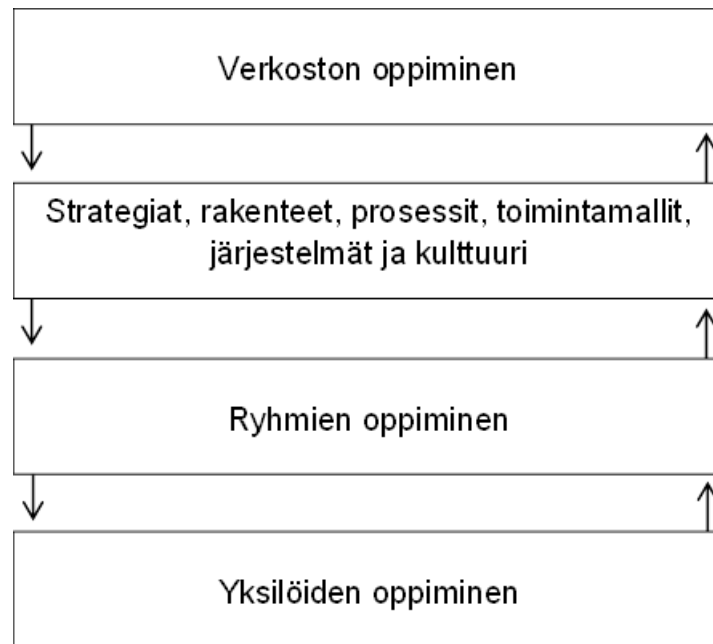 Verkoston oppiminen
Strategiat, rakenteet, prosessit, toimintamallit,
järjestelmät ja kulttuuri
Ryhmien oppiminen
Yksilöiden oppiminen